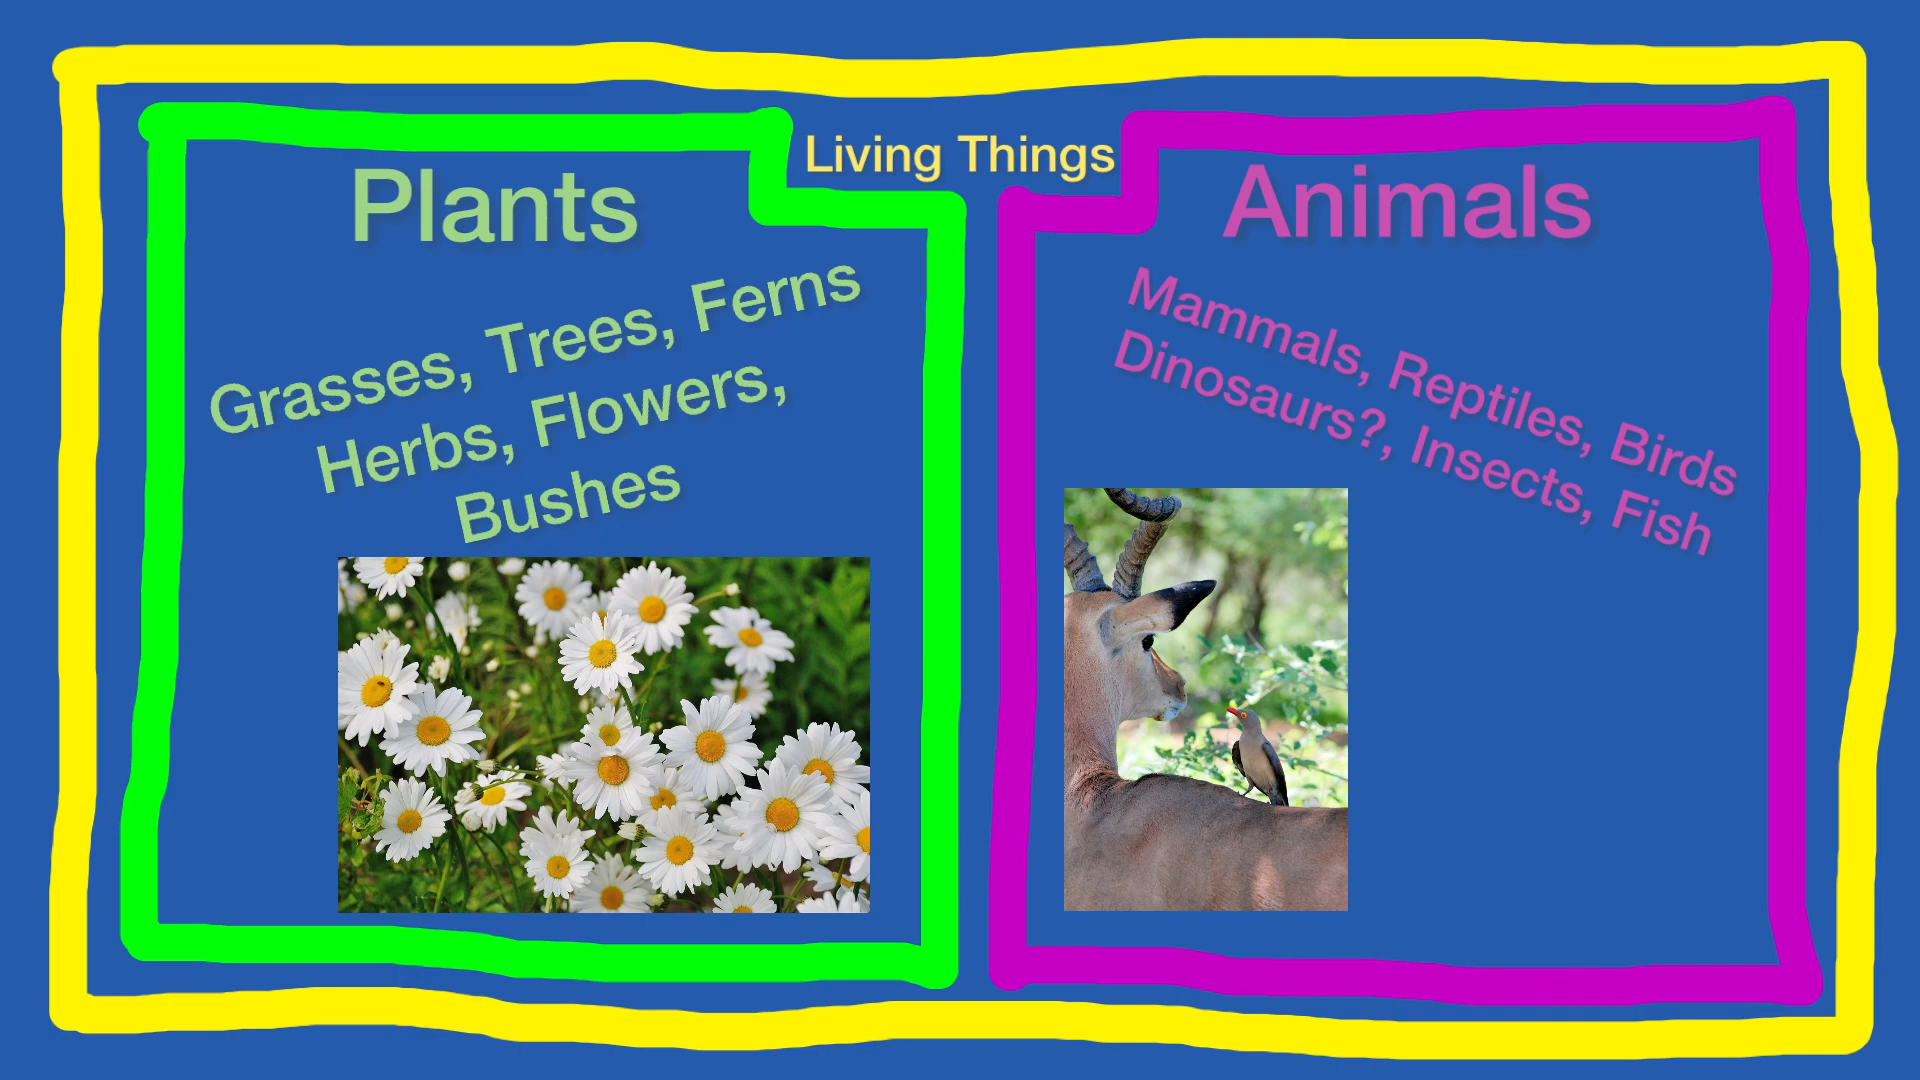 Living Things
Plants
Grasses, Trees, Ferns
Herbs, Flowers,
Bushes
Animals
Mammals, Reptiles, Birds
Dinosaurs?, Insects, Fish